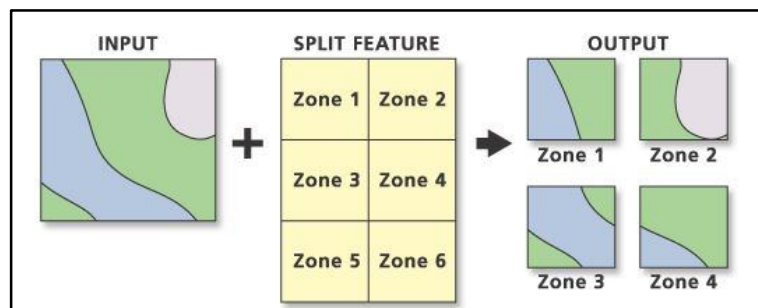 INPUT
SPLIT FEATURE
OUTPUT
Zone 1 Zone 2
Zone 3 Zone 4
Zone 5 Zone 6
Zone 1 Zone 2
Zone 3 Zone 4